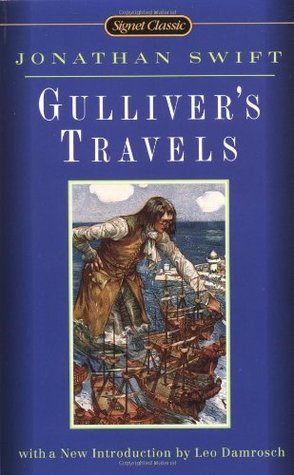 Signet Classic
JONATHAN SWIFT
GULLIVER'S
TRAVELS
with a New Introduction by Leo Damrosch